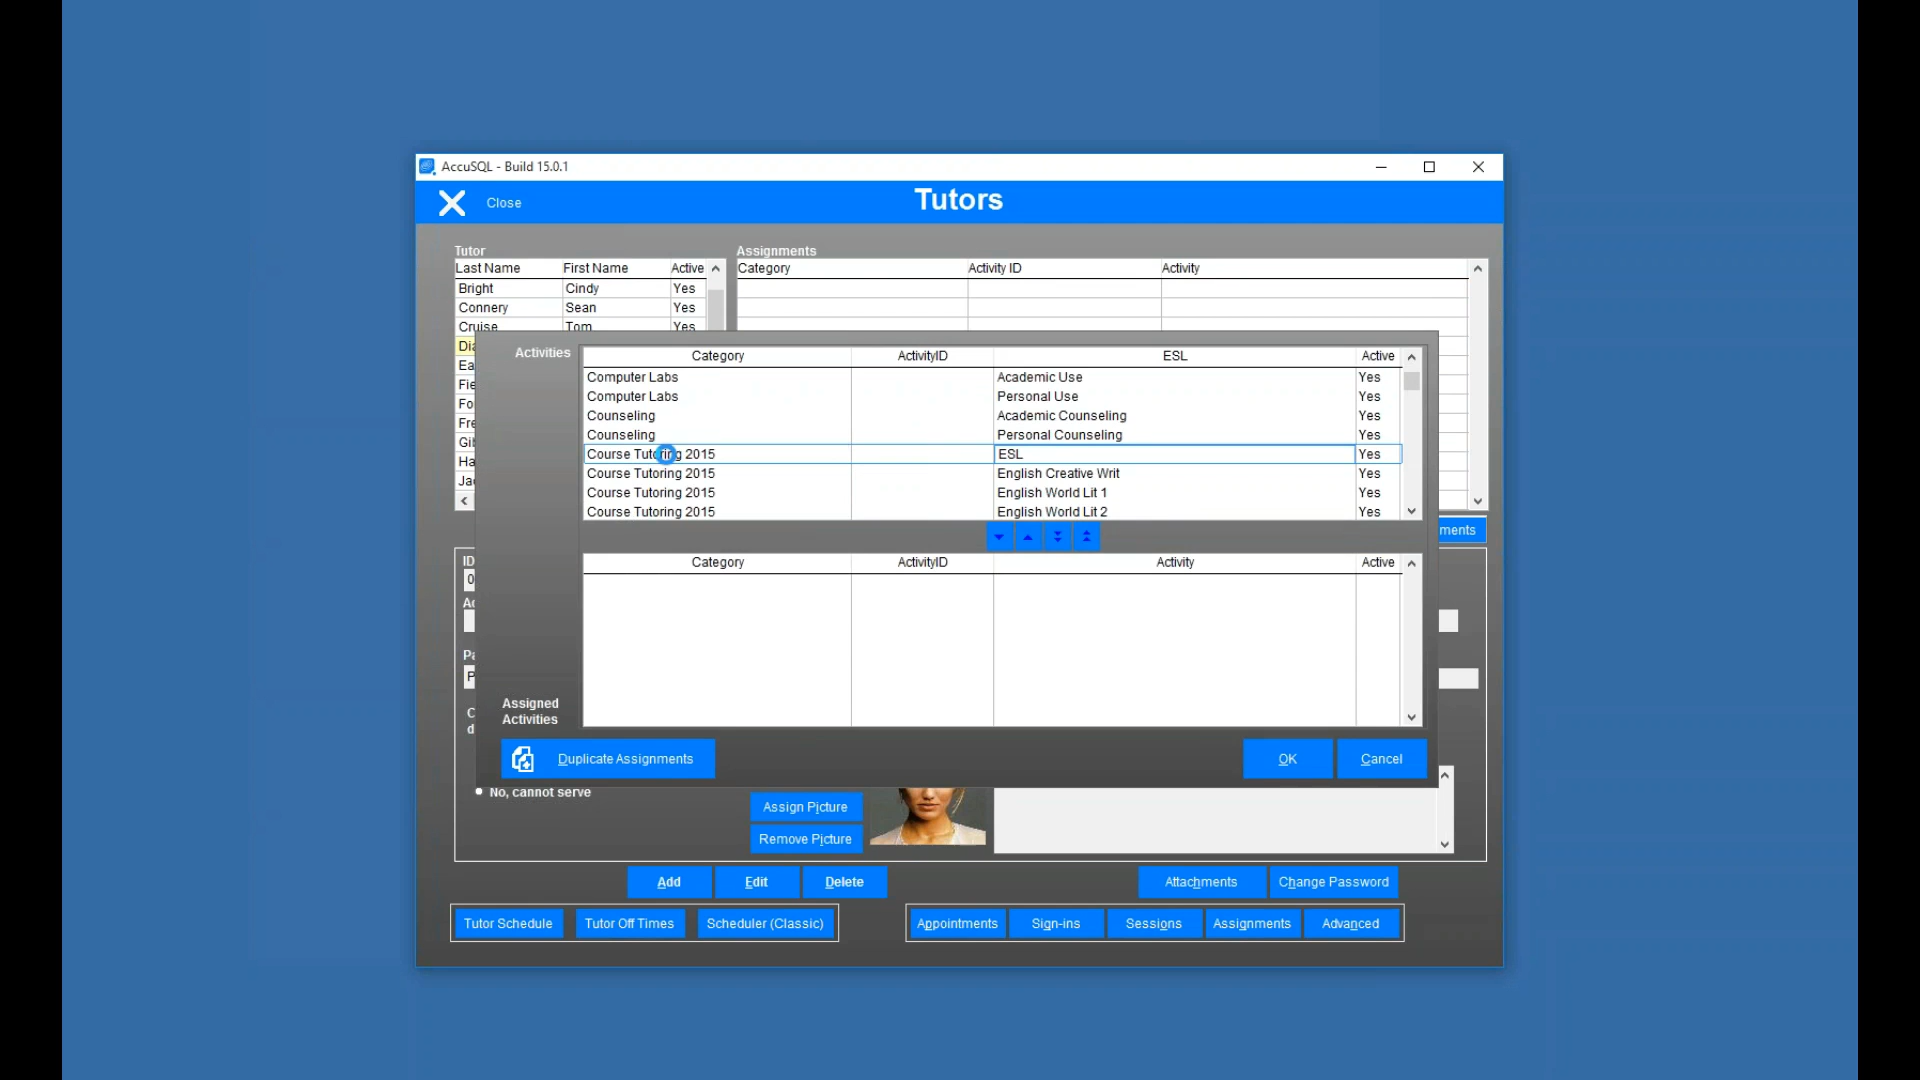 AccuSQL - Build 15.0.1
Close
Tutors
Tutor
Last Name First Name Active
Bright Cindy Yes
Connery Sean Yes
Cruise Tom Yes
Assignments
Category Activity ID Activity
Activities
Category ActivityID ESL Active
Computer Labs Academic Use Yes
Computer Labs Personal Use Yes
Counseling Academic Counseling Yes
Counseling Personal Counseling Yes
Course Tutoring 2015 ESL Yes
Course Tutoring 2015 English Creative Writ Yes
Course Tutoring 2015 English World Lit 1 Yes
Course Tutoring 2015 English World Lit 2 Yes
Category ActivityID Activity Active
Assigned
Activities
Duplicate Assignments OK Cancel
No, cannot serve
Assign Picture
Remove Picture
Add Edit Delete Attachments Change Password
Tutor Schedule Tutor Off Times Scheduler (Classic) Appointments Sign-ins Sessions Assignments Advanced